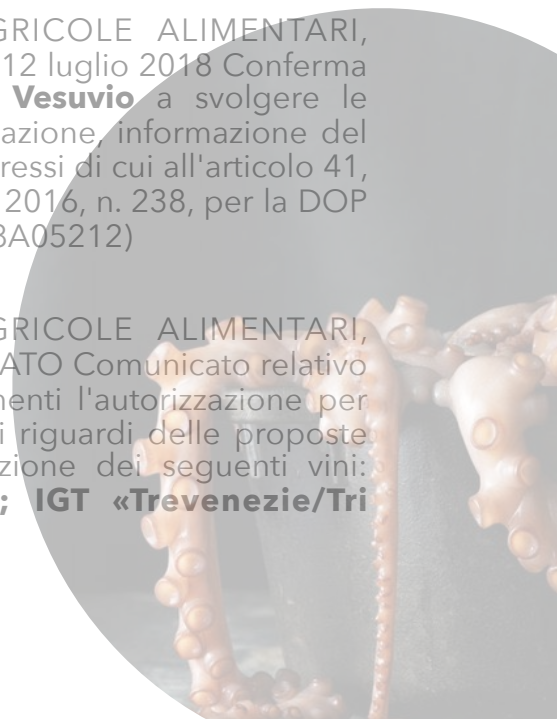 GRICOLE ALIMENTARI,
12 luglio 2018 Conferma
Vesuvio a svolgere le
azione, informazione del
ressi di cui all'articolo 41,
2016, n. 238, per la DOP
A05212)
GRICOLE ALIMENTARI,
ATO Comunicato relativo
enti l'autorizzazione per
i riguardi delle proposte
zione dei seguenti vini:
; IGT «Trevenezie/Tri